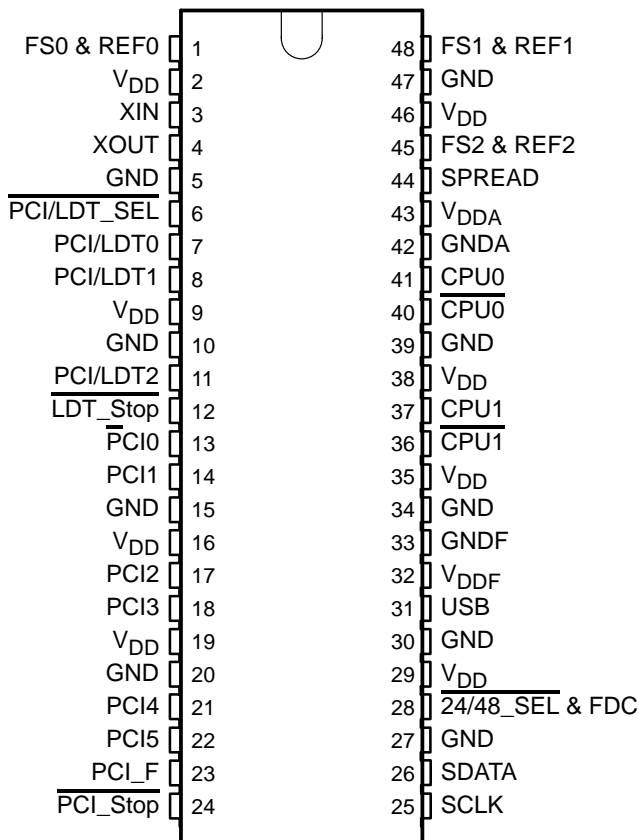 FS0 & REF0 1 48 FS1 & REF1
VDD 2 47 GND
XIN 3 46 VDD
XOUT 4 45 FS2 & REF2
GND 5 44 SPREAD
PCI/LDT_SEL 6 43 VDDA
PCI/LDT0 7 42 GNDA
PCI/LDT1 8 41 CPU0
VDD 9 40 CPU0
GND 10 39 GND
PCI/LDT2 11 38 VDD
LDT_Stop 12 37 CPU1
PCI0 13 36 CPU1
PCI1 14 35 VDD
GND 15 34 GND
VDD 16 33 GNDF
PCI2 17 32 VDDF
PCI3 18 31 USB
VDD 19 30 GND
GND 20 29 VDD
PCI4 21 28 24/48_SEL & FDC
PCI5 22 27 GND
PCI_F 23 26 SDATA
PCI_Stop 24 25 SCLK